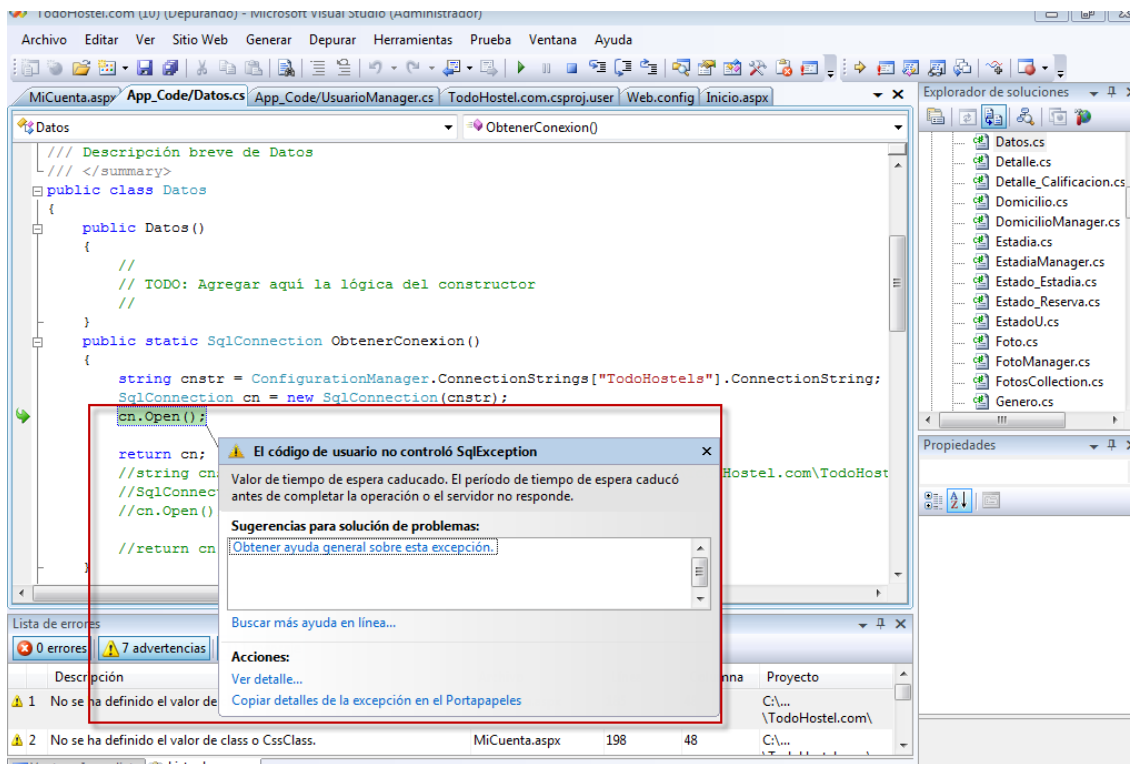 TodoHostel.com (10) (Depurando) - Microsoft Visual Studio (Administrador)
Archivo Editar Ver Sitio Web Generar Depurar Herramientas Prueba Ventana Ayuda
MiCuenta.aspx App_Code/Datos.cs App_Code/UsuarioManager.cs TodoHostel.com.csproj.user Web.config Inicio.aspx
Datos ObtenerConexion()
/// Descripción breve de Datos
/// </summary>
public class Datos
{
public Datos()
{
//
// TODO: Agregar aquí la lógica del constructor
//
}
public static SqlConnection ObtenerConexion()
{
string cnstr = ConfigurationManager.ConnectionStrings["TodoHostels"].ConnectionString;
SqlConnection cn = new SqlConnection(cnstr);
cn.Open();
return cn;
//string cn Hostel.com\TodoHost
//SqlConnec
//cn.Open()
//return cn
}
El código de usuario no controló SqlException
Valor de tiempo de espera caducado. El período de tiempo de espera caducó
antes de completar la operación o el servidor no responde.
Sugerencias para solución de problemas:
Obtener ayuda general sobre esta excepción.
Buscar más ayuda en línea...
Acciones:
Ver detalle...
Copiar detalles de la excepción en el Portapapeles
Explorador de soluciones
Datos.cs
Detalle.cs
Detalle_Calificacion.cs
Domicilio.cs
DomicilioManager.cs
Estadia.cs
EstadiaManager.cs
Estado_Estadia.cs
Estado_Reserva.cs
EstadoU.cs
Foto.cs
FotoManager.cs
FotosCollection.cs
Genero.cs
Propiedades
Lista de errores
0 errores 7 advertencias
Descripción mna Proyecto
1 No se ha definido el valor de C:\...
\TodoHostel.com\
2 No se ha definido el valor de class o CssClass. MiCuenta.aspx 198 48 C:\...